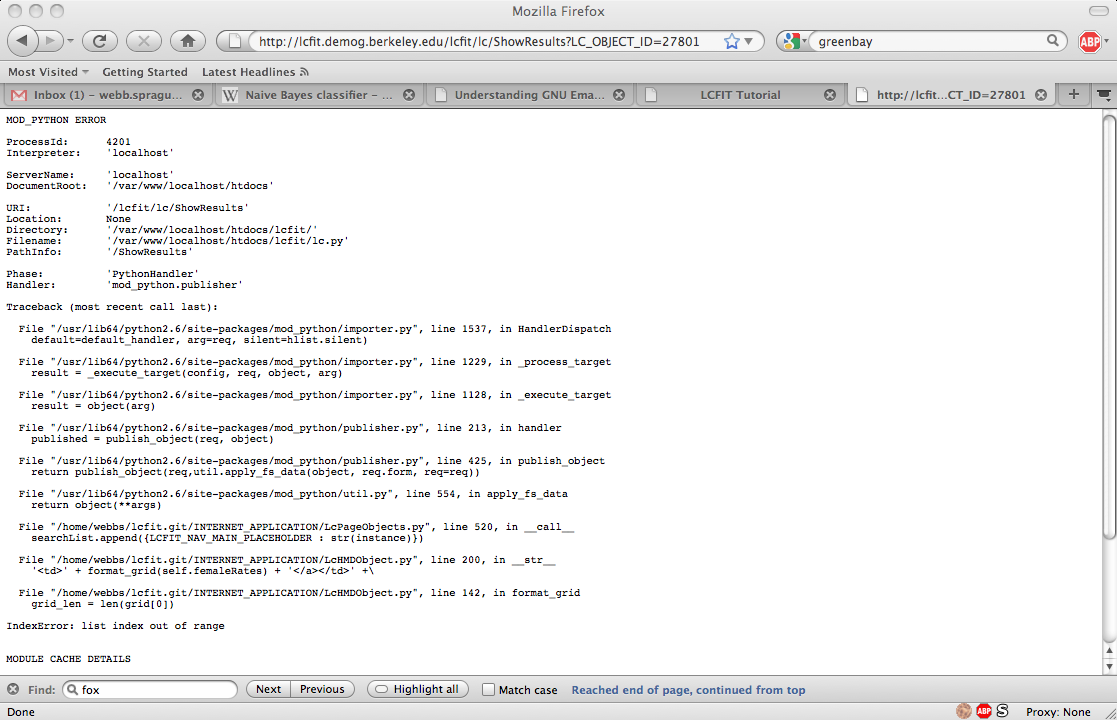 Mozilla Firefox
http://lcfit.demog.berkeley.edu/lcfit/lc/ShowResults?LC_OBJECT_ID=27801
greenbay
ABP
Most Visited
Getting Started
Latest Headlines
Inbox (1) – webb.spragu...
W Naive Bayes classifier – ...
Understanding GNU Ema...
LCFIT Tutorial
http://lcfit...CT_ID=27801
MOD_PYTHON ERROR
ProcessId: 4201
Interpreter: 'localhost'
ServerName: 'localhost'
DocumentRoot: '/var/www/localhost/htdocs'
URI: '/lcfit/lc/ShowResults'
Location: None
Directory: '/var/www/localhost/htdocs/lcfit/'
Filename: '/var/www/localhost/htdocs/lcfit/lc.py'
PathInfo: '/ShowResults'
Phase: 'PythonHandler'
Handler: 'mod_python.publisher'
Traceback (most recent call last):
File "/usr/lib64/python2.6/site-packages/mod_python/importer.py", line 1537, in HandlerDispatch
default=default_handler, arg=req, silent=hlist.silent)
File "/usr/lib64/python2.6/site-packages/mod_python/importer.py", line 1229, in _process_target
result = _execute_target(config, req, object, arg)
File "/usr/lib64/python2.6/site-packages/mod_python/importer.py", line 1128, in _execute_target
result = object(arg)
File "/usr/lib64/python2.6/site-packages/mod_python/publisher.py", line 213, in handler
published = publish_object(req, object)
File "/usr/lib64/python2.6/site-packages/mod_python/publisher.py", line 425, in publish_object
return publish_object(req,util.apply_fs_data(object, req.form, req=req))
File "/usr/lib64/python2.6/site-packages/mod_python/util.py", line 554, in apply_fs_data
return object(**args)
File "/home/webbs/lcfit.git/INTERNET_APPLICATION/LcPageObjects.py", line 520, in __call__
searchList.append({LCFIT_NAV_MAIN_PLACEHOLDER : str(instance)})
File "/home/webbs/lcfit.git/INTERNET_APPLICATION/LcHMDObject.py", line 200, in __str__
'<td>' + format_grid(self.femaleRates) + '</a></td>' +\
File "/home/webbs/lcfit.git/INTERNET_APPLICATION/LcHMDObject.py", line 142, in format_grid
grid_len = len(grid[0])
IndexError: list index out of range
MODULE CACHE DETAILS
Find: fox Next Previous Highlight all Match case Reached end of page, continued from top
Done
ABP S Proxy: None